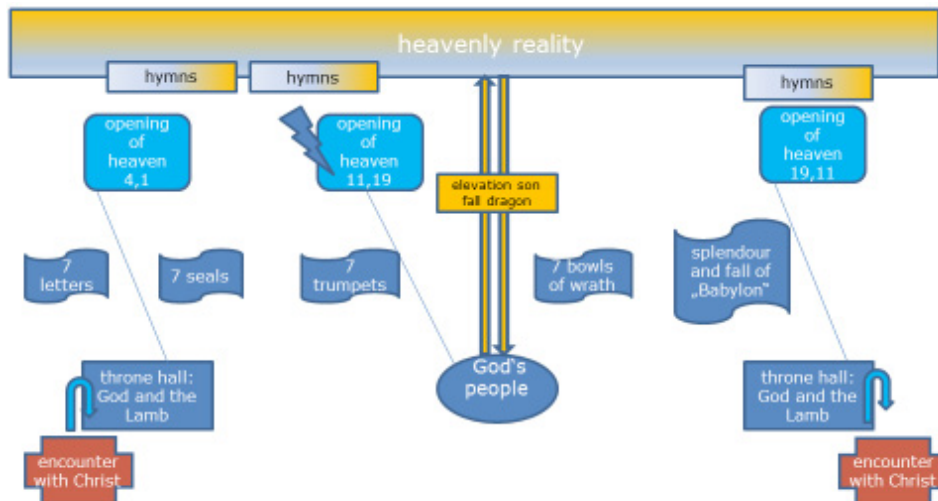 heavenly reality
hymns
hymns
hymns
opening
of
heaven
4,1
opening
of
heaven
11,19
opening
of
heaven
19,11
elevation son
fall dragon
7
letters
7 seals
7
trumpets
7 bowls
of wrath
splendour
and fall of
„Babylon“
throne hall:
God and the
Lamb
God's
people
throne hall:
God and the
Lamb
encounter
with Christ
encounter
with Christ